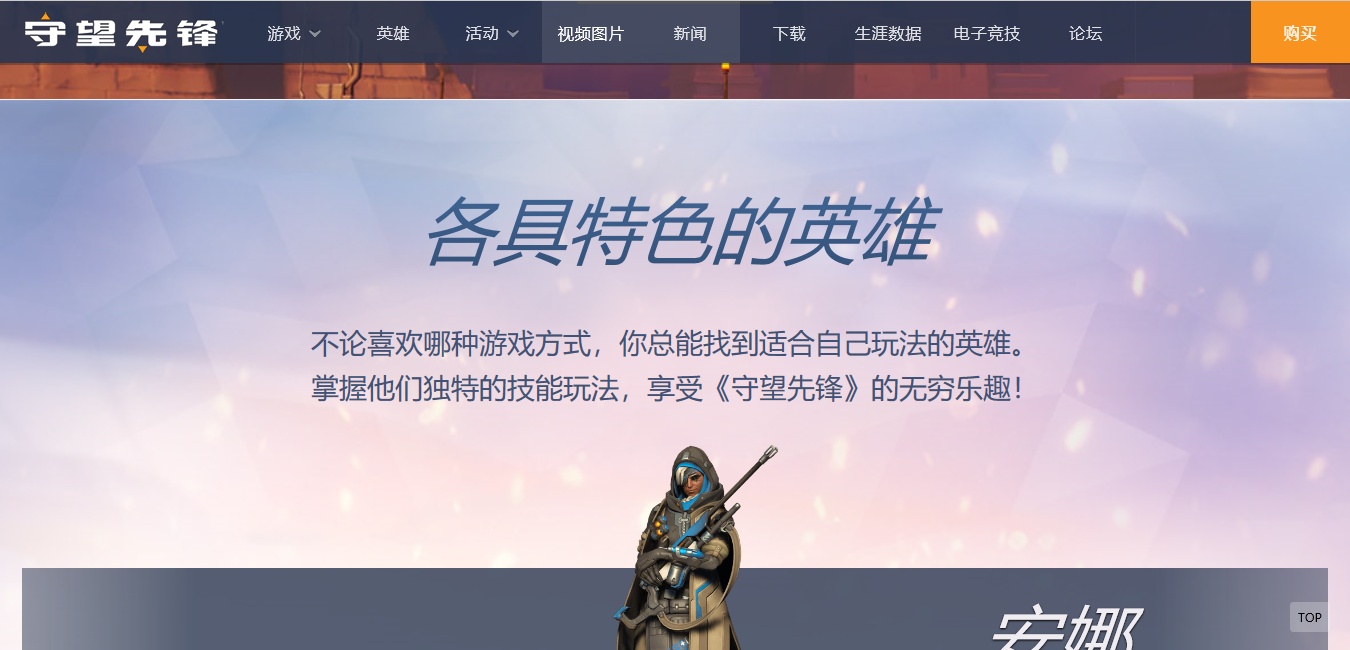 守望先锋 游戏 英雄 活动 视频图片 新闻 下载 生涯数据 电子竞技 论坛 购买
各具特色的英雄
不论喜欢哪种游戏方式，你总能找到适合自己玩法的英雄。
掌握他们独特的技能玩法，享受《守望先锋》的无穷乐趣！
安娜
TOP